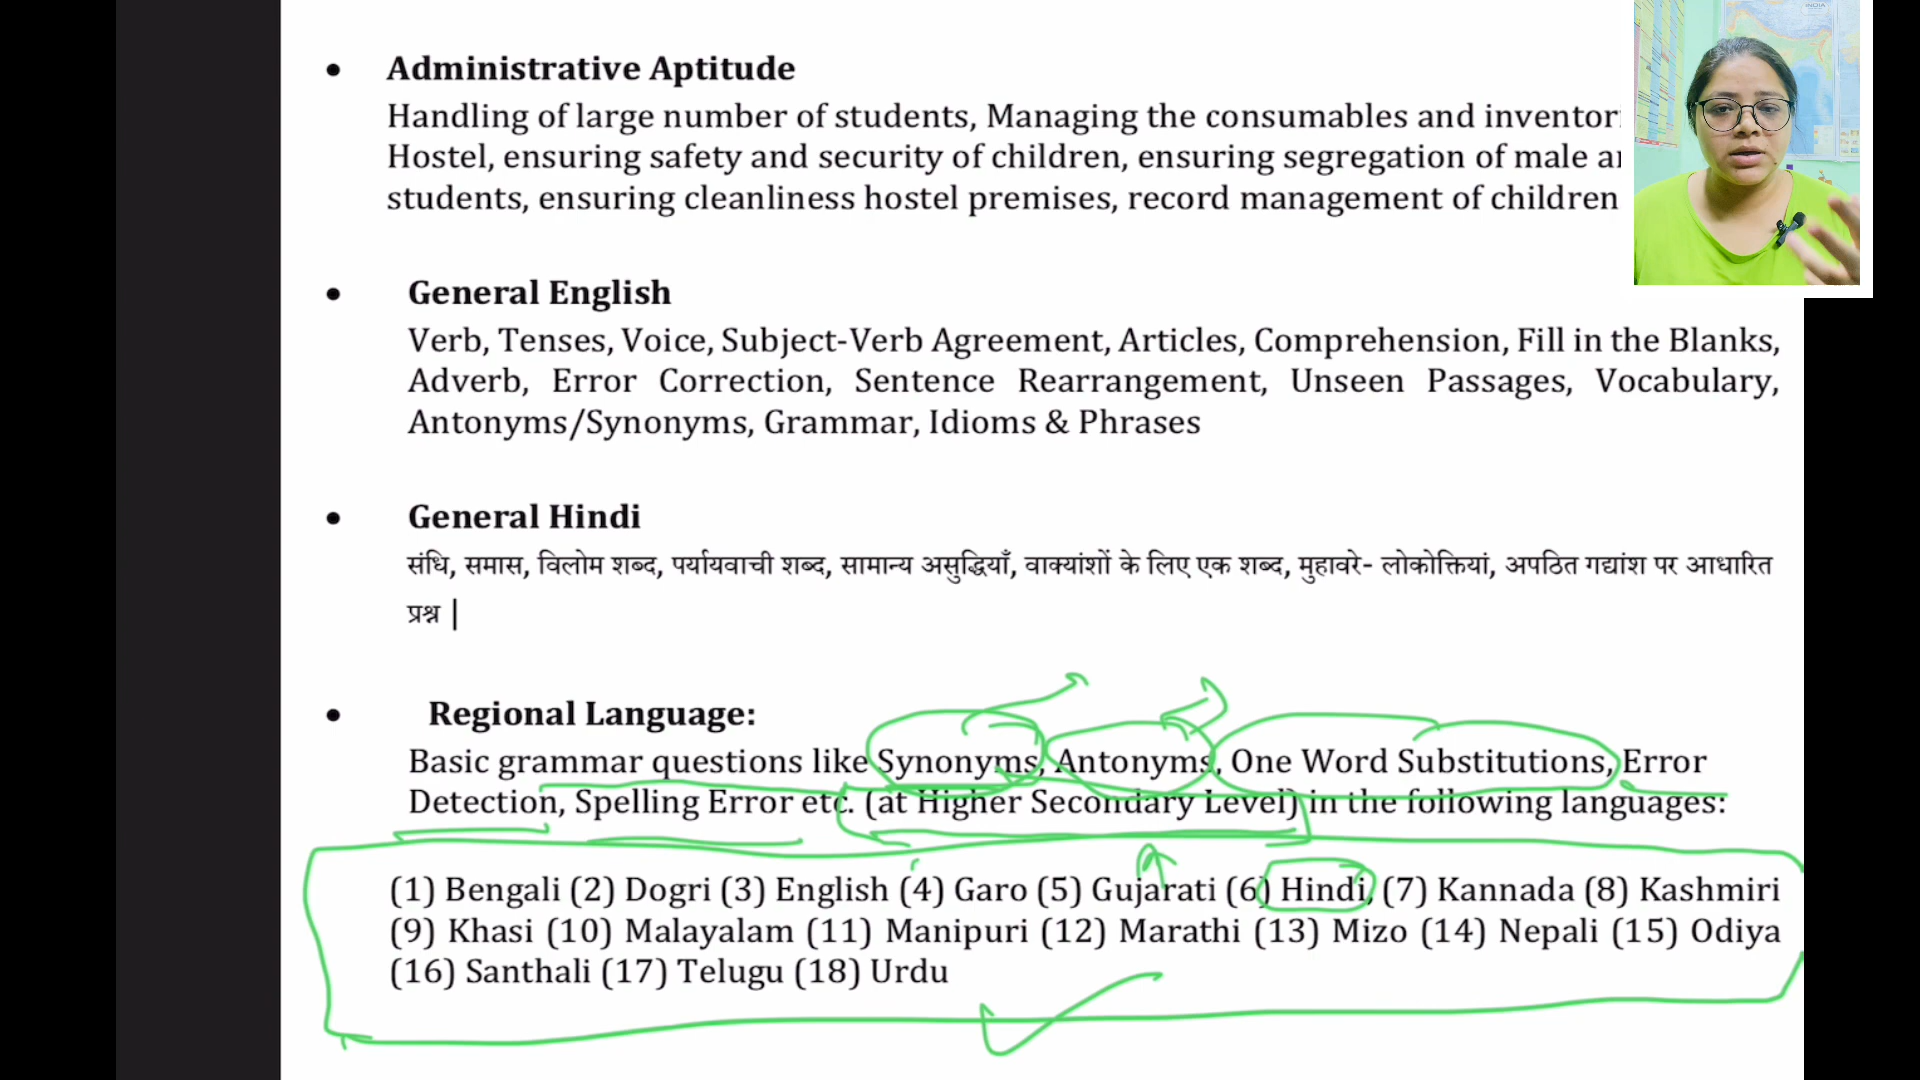 • Administrative Aptitude
Handling of large number of students, Managing the consumables and inventori
Hostel, ensuring safety and security of children, ensuring segregation of male
students, ensuring cleanliness hostel premises, record management of children
• General English
Verb, Tenses, Voice, Subject-Verb Agreement, Articles, Comprehension, Fill in the Blanks,
Adverb, Error Correction, Sentence Rearrangement, Unseen Passages, Vocabulary,
Antonyms/Synonyms, Grammar, Idioms & Phrases
• General Hindi
संधि, समास, विलोम शब्द, पर्यायवाची शब्द, सामान्य असुद्धियाँ, वाक्यांशों के लिए एक शब्द, मुहावरे- लोकोक्तियां, अपठित गद्यांश पर आधारित
प्रश्न |
• Regional Language:
Basic grammar questions like Synonyms, Antonyms, One Word Substitutions, Error
Detection, Spelling Error etc. (at Higher Secondary Level) in the following languages:
(1) Bengali (2) Dogri (3) English (4) Garo (5) Gujarati (6) Hindi, (7) Kannada (8) Kashmiri
(9) Khasi (10) Malayalam (11) Manipuri (12) Marathi (13) Mizo (14) Nepali (15) Odiya
(16) Santhali (17) Telugu (18) Urdu
INDIA